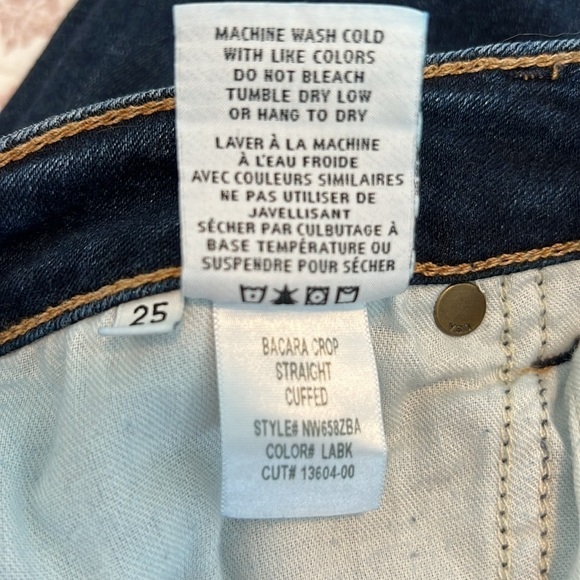 MACHINE WASH COLD
WITH LIKE COLORS
DO NOT BLEACH
TUMBLE DRY LOW
OR HANG TO DRY
LAVER À LA MACHINE
À L'EAU FROIDE
AVEC COULEURS SIMILAIRES
NE PAS UTILISER DE
JAVELLISANT
SÉCHER PAR CULBUTAGE À
BASE TEMPÉRATURE OU
SUSPENDRE POUR SÉCHER
25
BACARA CROP
STRAIGHT
CUFFED
STYLE# NW658ZBA
COLOR# LABK
CUT# 13604-00